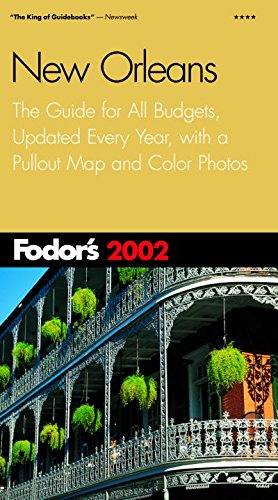 "The King of Guidebooks" — Newsweek
★★★★
New Orleans
The Guide for All Budgets,
Updated Every Year, with a
Pullout Map and Color Photos
Fodor's 2002